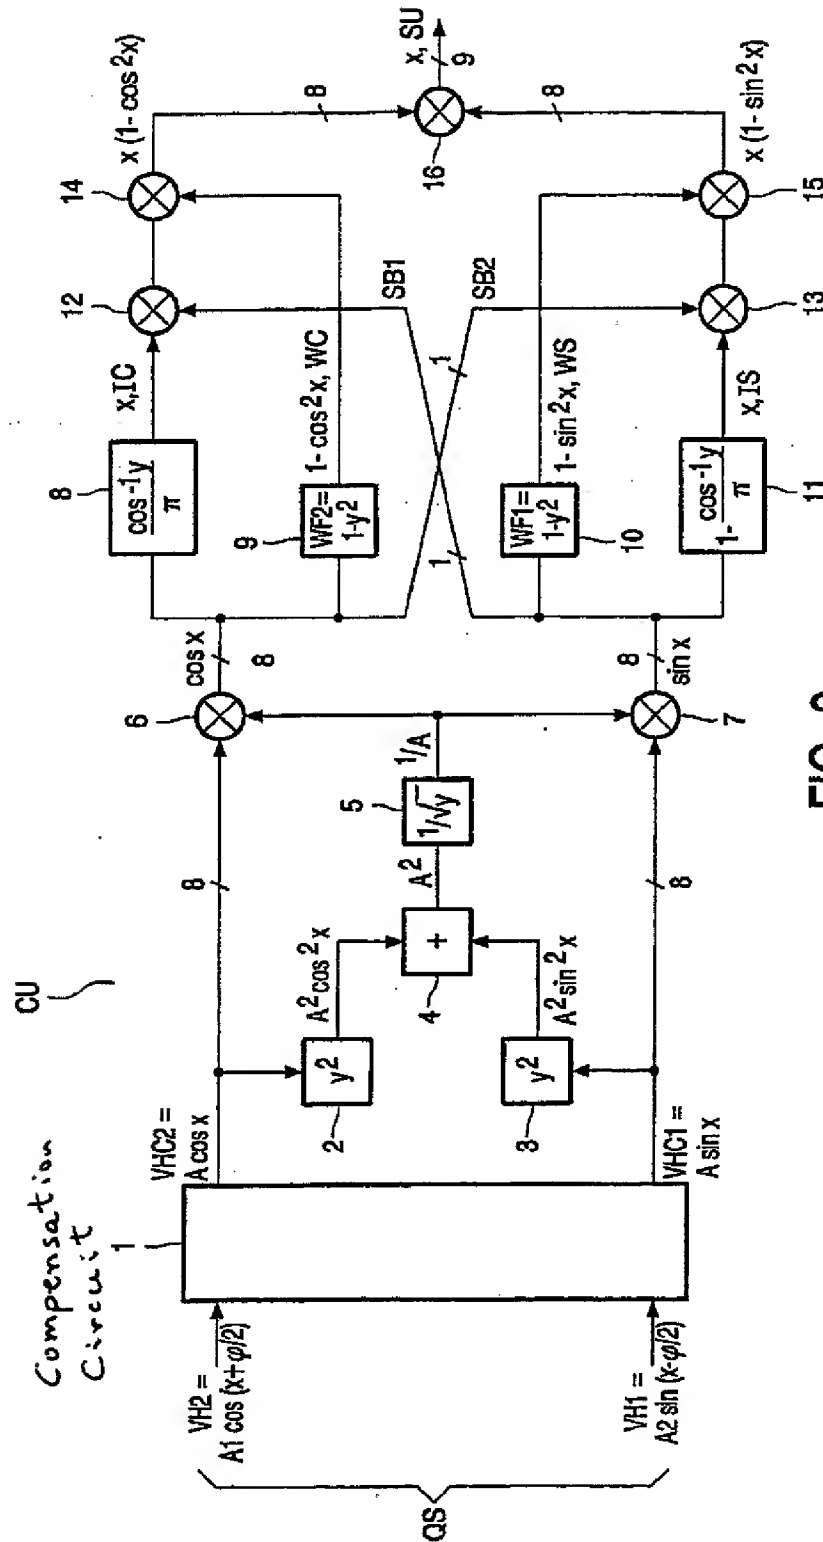 Compensation
Circuit
CU
QS
VH2 =
A1 cos (x+φ/2)
VH1 =
A2 sin (x-φ/2)
1
VHC2 =
A cos x
VHC1 =
A sin x
8
8
y²
2
y²
3
A² cos² x
A² sin² x
+
4
A²
1/√y
5
1/A
6
7
cos x
8
8
sin x
8
cos⁻¹y
π
x,IC
9
WF2=
1-y²
1-cos²x, WC
1
1
SB1
SB2
WF1=
1-y²
10
1-sin²x, WS
1- cos⁻¹y
π
11
x,IS
12
13
14
15
x (1- cos²x)
x (1- sin²x)
8
8
16
x, SU
9